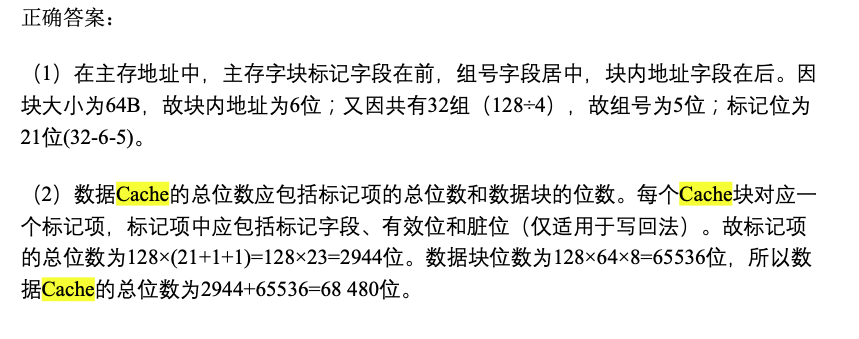 正确答案：
（1）在主存地址中，主存字块标记字段在前，组号字段居中，块内地址字段在后。因
块大小为64B，故块内地址为6位；又因共有32组（128÷4），故组号为5位；标记位为
21位(32-6-5)。
（2）数据Cache的总位数应包括标记项的总位数和数据块的位数。每个Cache块对应一
个标记项，标记项中应包括标记字段、有效位和脏位（仅适用于写回法）。故标记项
的总位数为128×(21+1+1)=128×23=2944位。数据块位数为128×64×8=65536位，所以数
据Cache的总位数为2944+65536=68 480位。